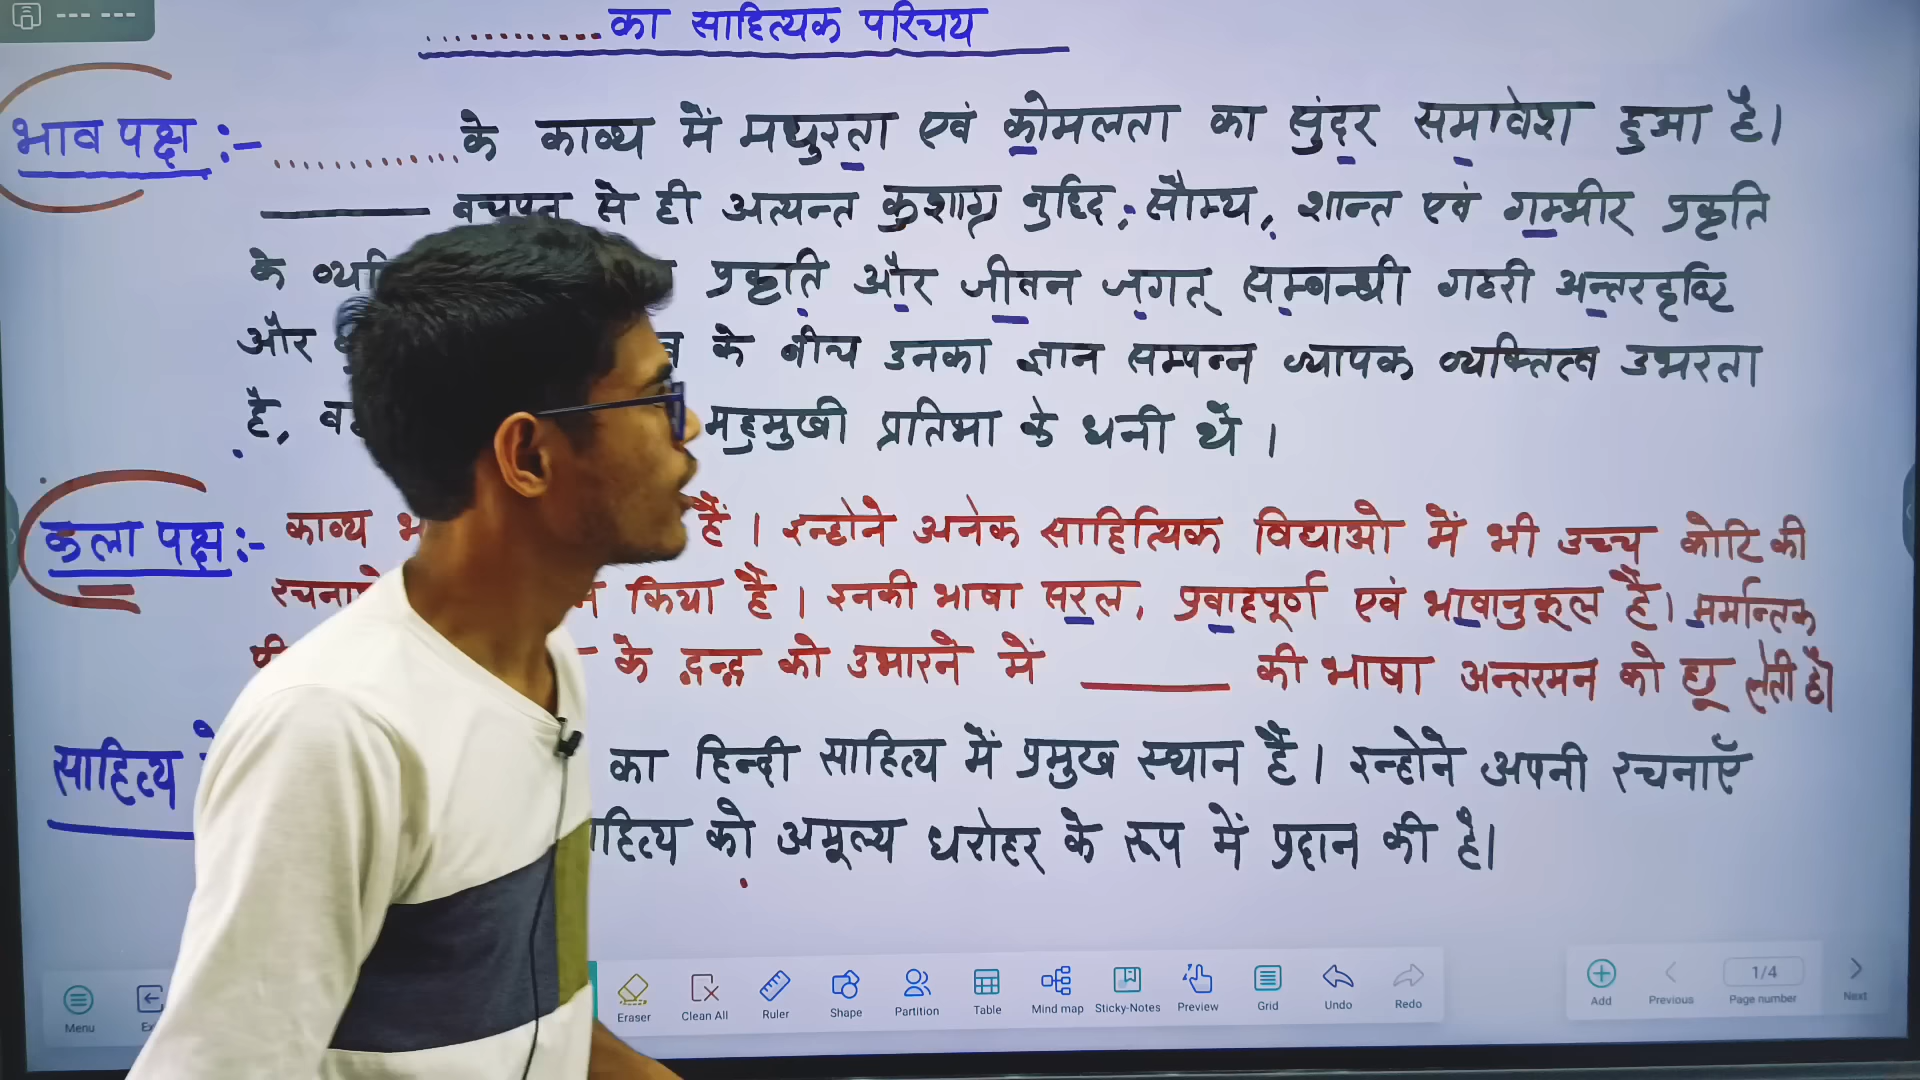 ............का साहित्यक परिचय
भाव पक्ष :- .............के काव्य में मधुरता एवं कोमलता का सुंदर समावेश हुआ है।
______ बचपन से ही अत्यन्त कुशाग्र बुद्धि, सौम्य, शान्त एवं गम्भीर प्रकृति
के प्रकृति और जीवन जगत् सम्बन्धी गहरी अन्तरदृष्टि
और के बीच उनका ज्ञान सम्पन्न व्यापक व्यक्तित्व उभरता
है, प्रतिभा के धनी थे।
कला पक्ष :- काव्य हैं। इन्होने अनेक साहित्यिक विद्याओ में भी उच्च कोटि की
किया है। इनकी भाषा सरल, प्रवाहपूर्ण एवं भावानुकूल है। मर्मान्तक
के द्वन्द्व को उभारने में ______ की भाषा अन्तरमन को छू लेती है।
साहित्य का हिन्दी साहित्य में प्रमुख स्थान हैं। इन्होने अपनी रचनाएँ
को अमूल्य धरोहर के रूप में प्रदान की है।
Menu Eraser Clean All Ruler Shape Partition Table Mind map Sticky-Notes Preview Grid Undo Redo Add Previous 1/4 Page number Next